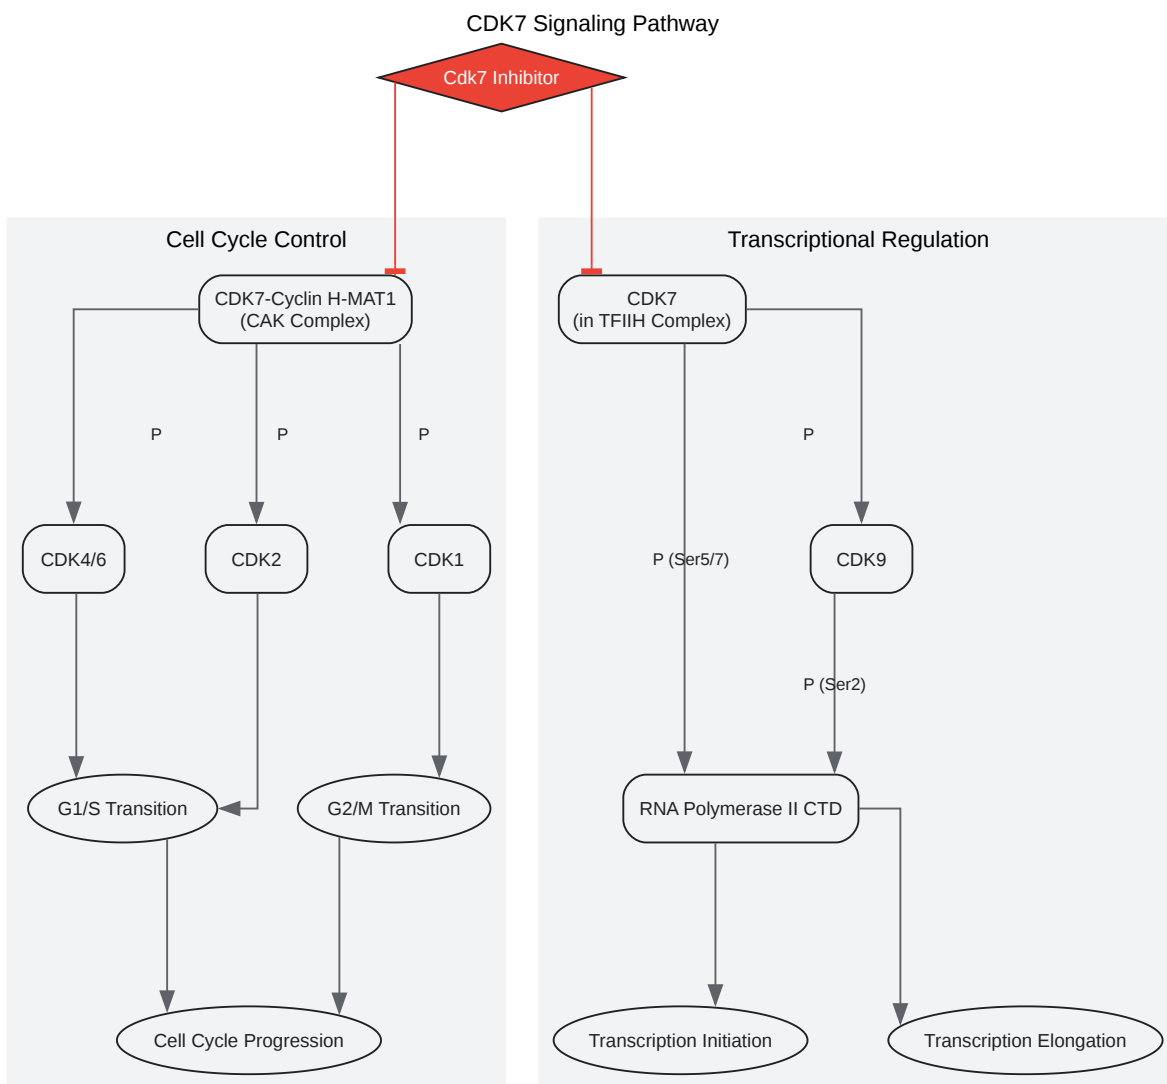 CDK7 Signaling Pathway
Cdk7 Inhibitor
Cell Cycle Control
CDK7-Cyclin H-MAT1
(CAK Complex)
P
P
P
CDK4/6
CDK2
CDK1
G1/S Transition
G2/M Transition
Cell Cycle Progression
Transcriptional Regulation
CDK7
(in TFIIH Complex)
P
P (Ser5/7)
CDK9
P (Ser2)
RNA Polymerase II CTD
Transcription Initiation
Transcription Elongation